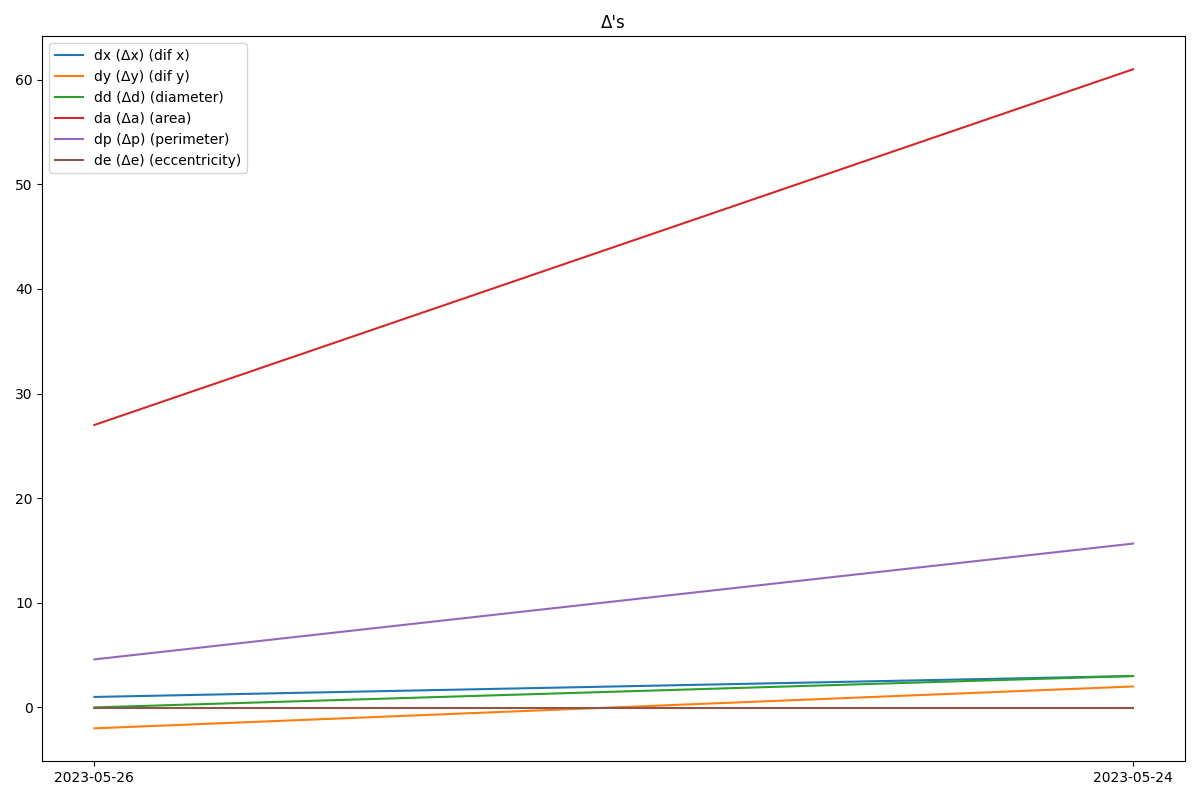 Δ's
dx (Δx) (dif x)
dy (Δy) (dif y)
dd (Δd) (diameter)
da (Δa) (area)
dp (Δp) (perimeter)
de (Δe) (eccentricity)
60
50
40
30
20
10
0
2023-05-26 2023-05-24